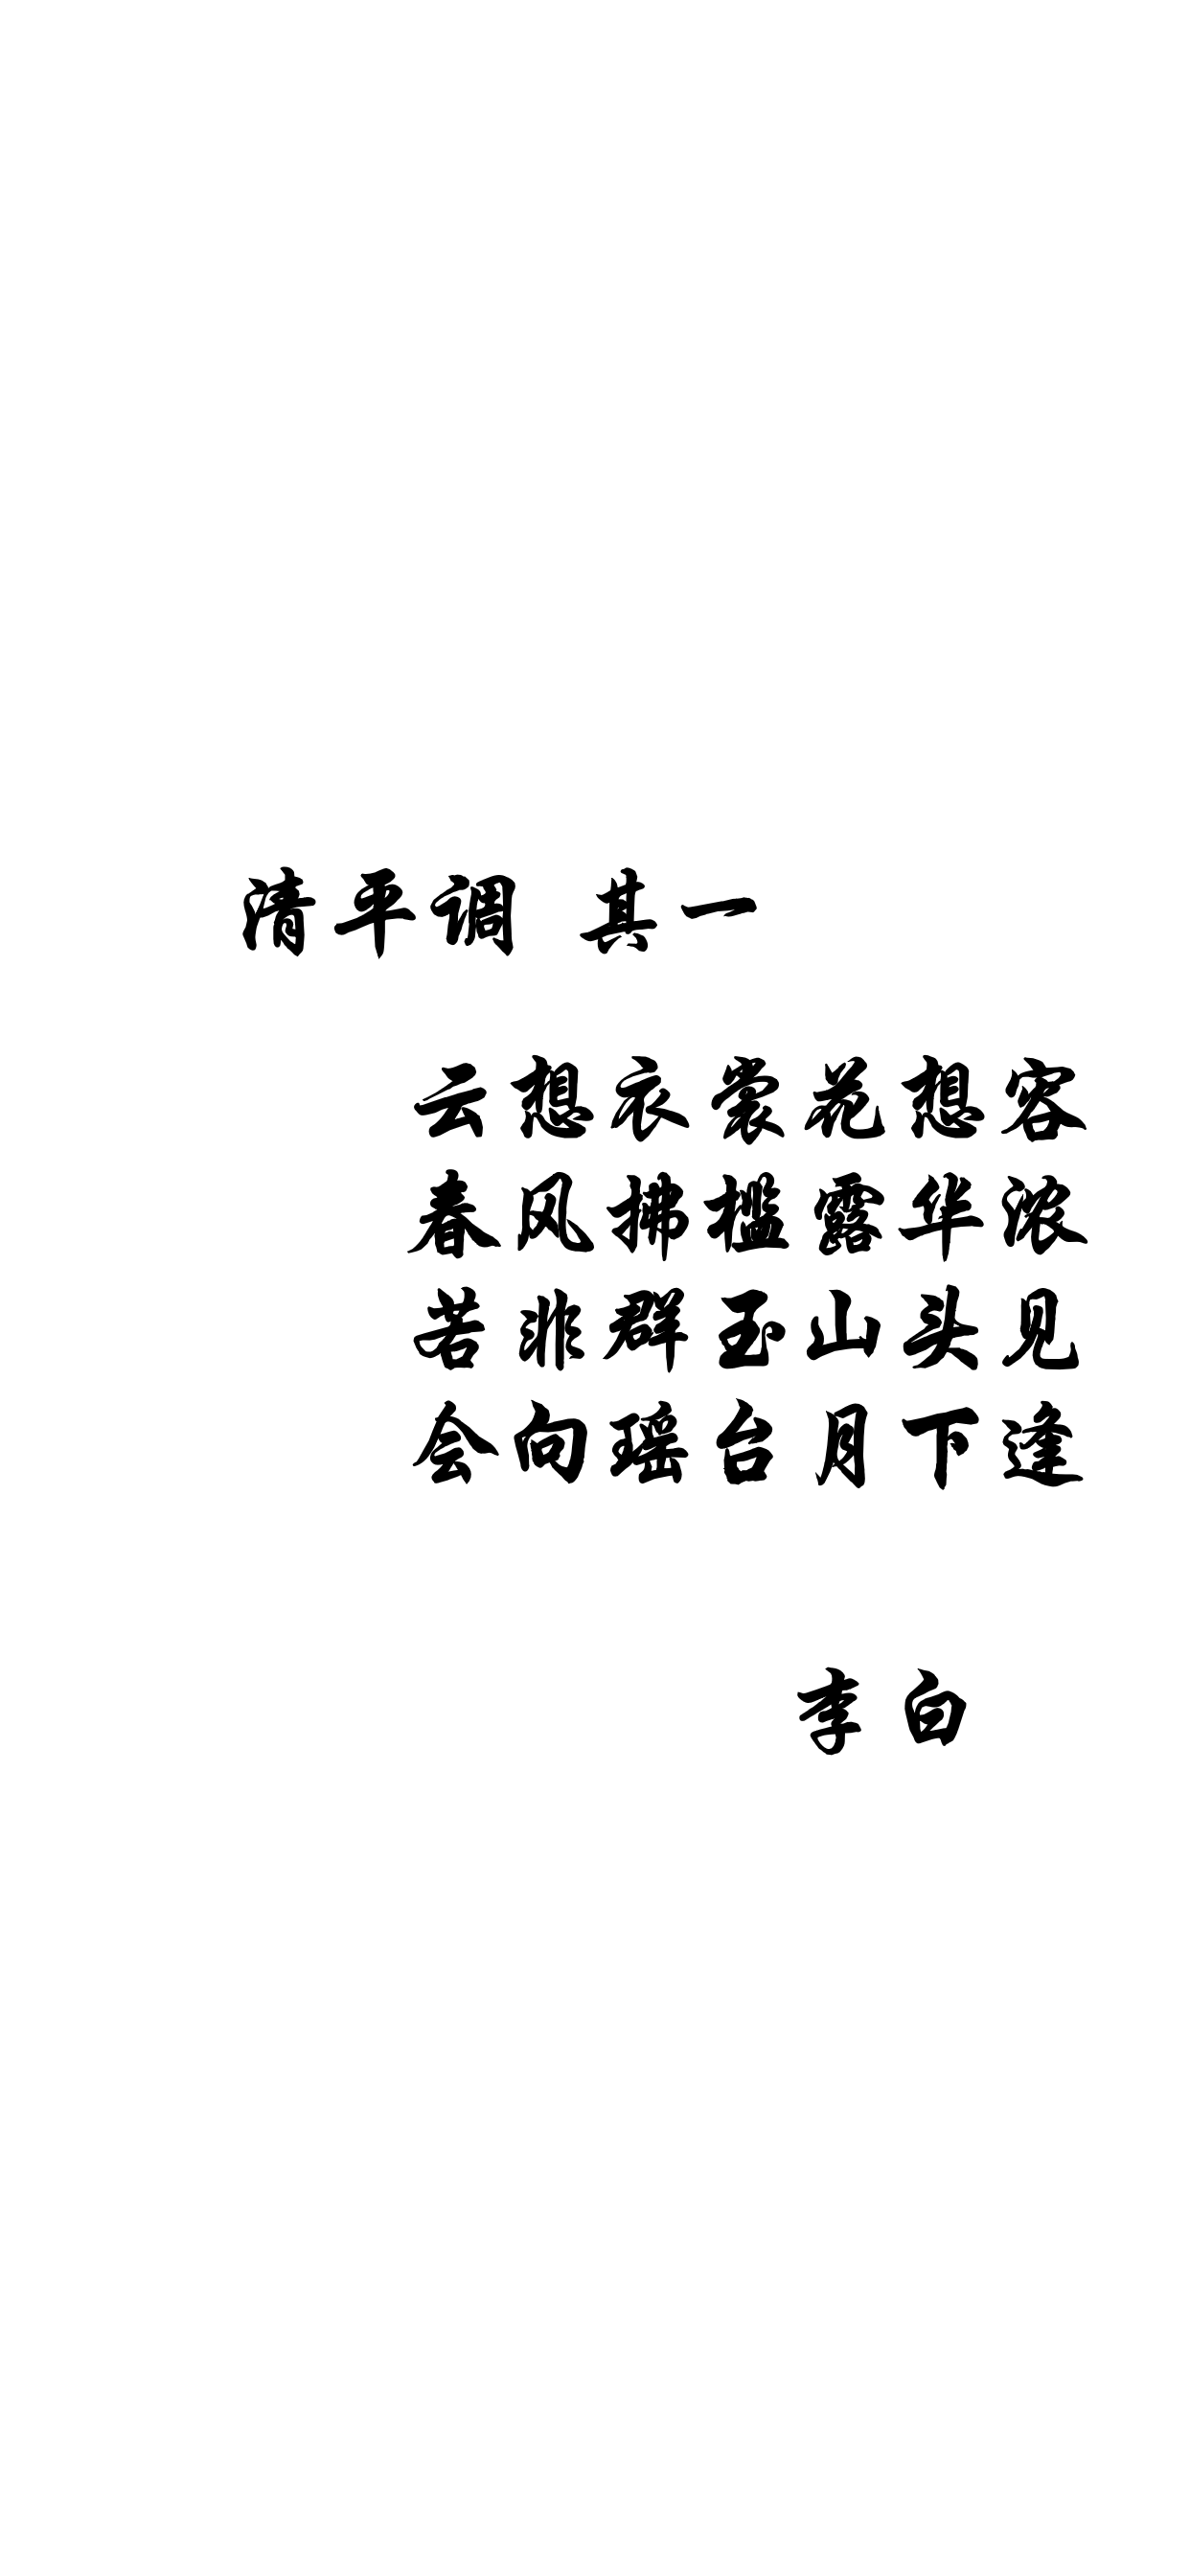 清平调 其一
云想衣裳花想容
春风拂槛露华浓
若非群玉山头见
会向瑶台月下逢
李白